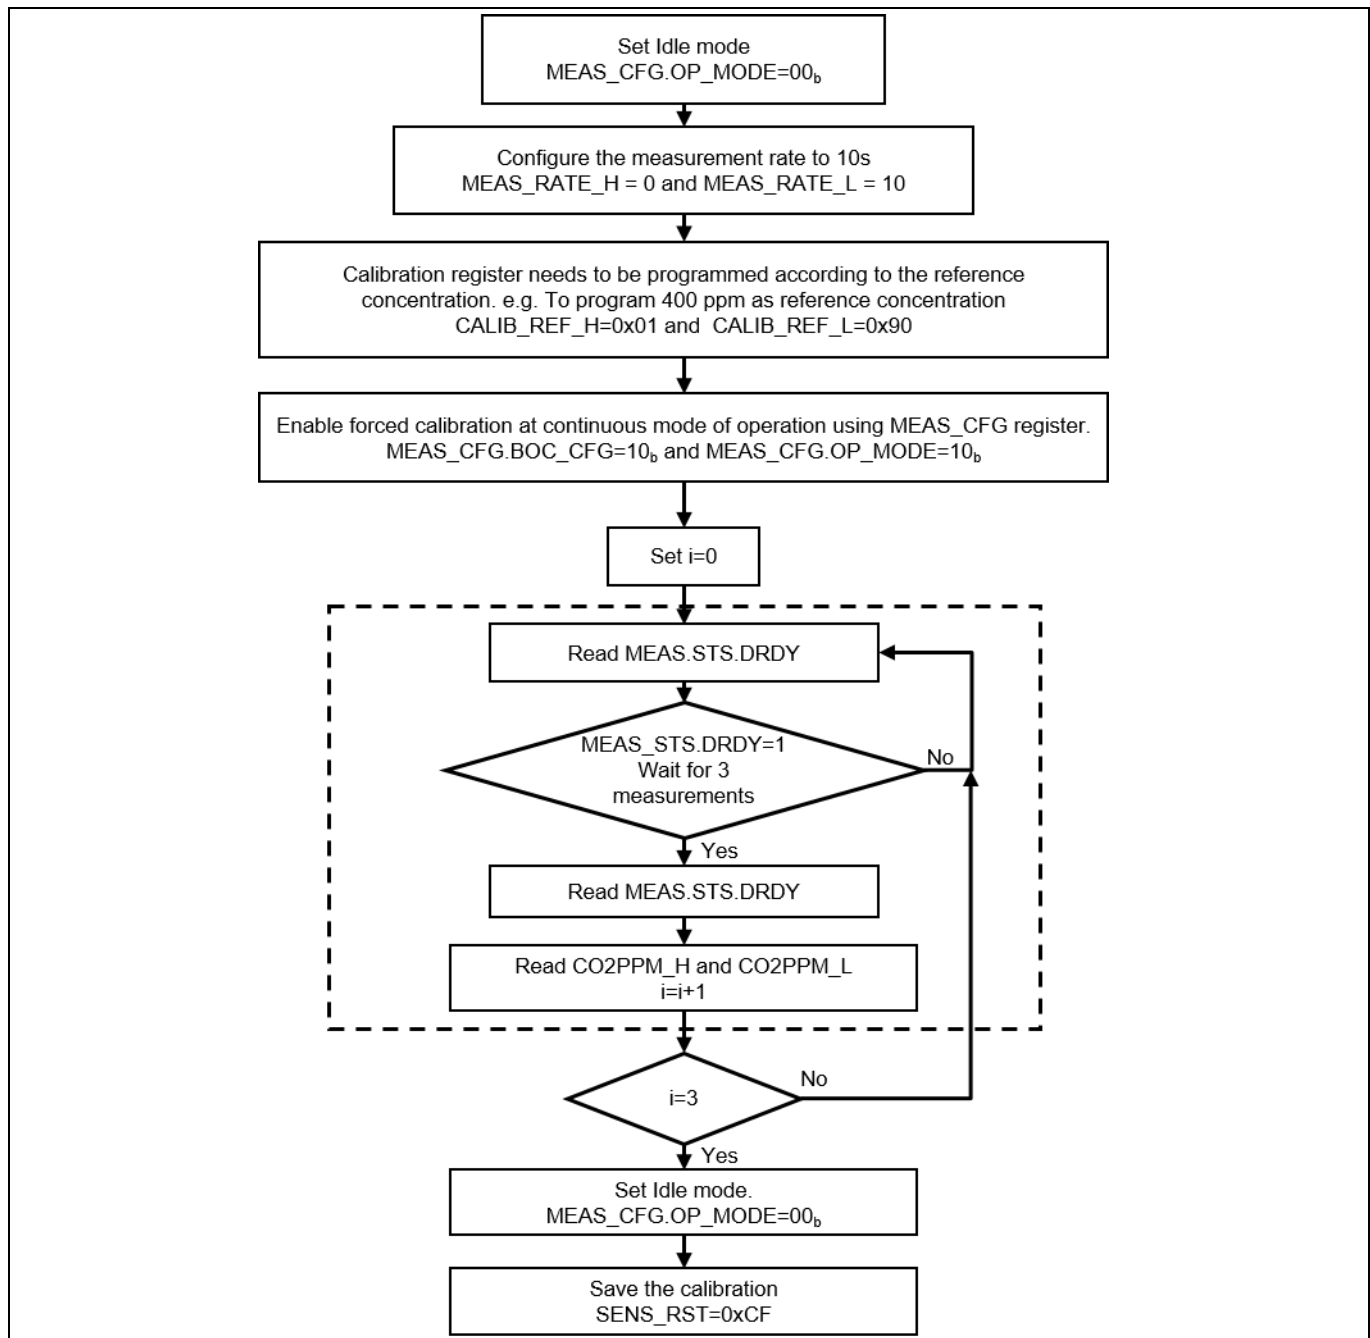 Set Idle mode
MEAS_CFG.OP_MODE=00b
Configure the measurement rate to 10s
MEAS_RATE_H = 0 and MEAS_RATE_L = 10
Calibration register needs to be programmed according to the reference
concentration. e.g. To program 400 ppm as reference concentration
CALIB_REF_H=0x01 and CALIB_REF_L=0x90
Enable forced calibration at continuous mode of operation using MEAS_CFG register.
MEAS_CFG.BOC_CFG=10b and MEAS_CFG.OP_MODE=10b
Set i=0
Read MEAS.STS.DRDY
MEAS_STS.DRDY=1
Wait for 3
measurements
No
Yes
Read MEAS.STS.DRDY
Read CO2PPM_H and CO2PPM_L
i=i+1
i=3
No
Yes
Set Idle mode.
MEAS_CFG.OP_MODE=00b
Save the calibration
SENS_RST=0xCF